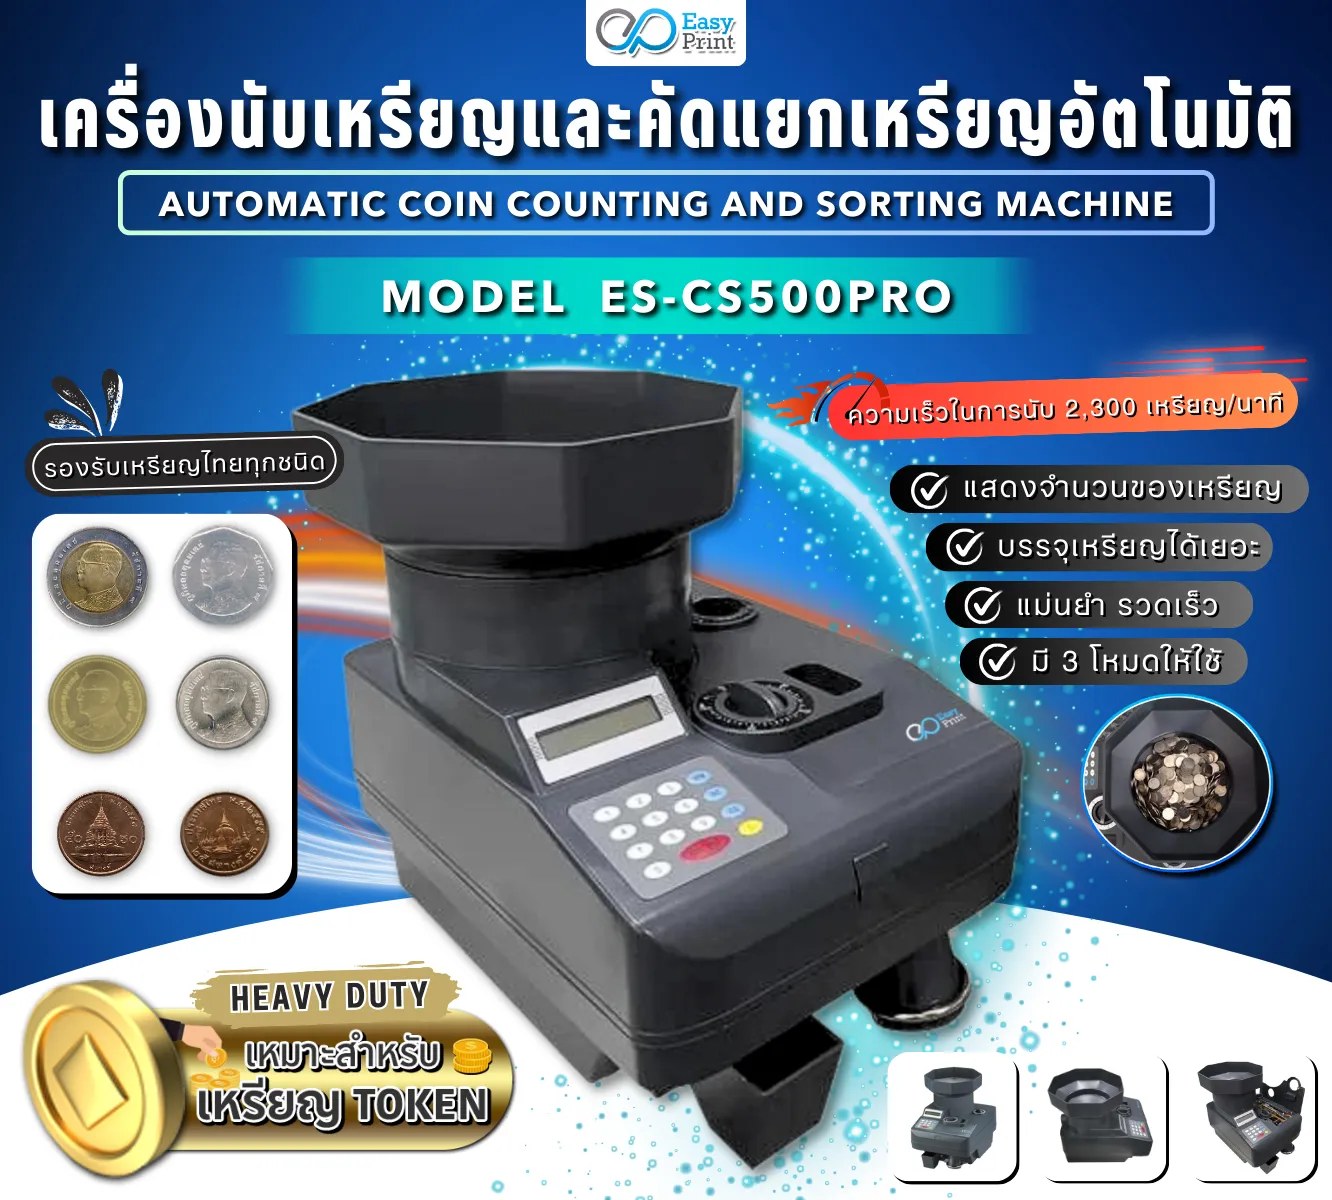 Easy
Print
เครื่องนับเหรียญและคัดแยกเหรียญอัตโนมัติ
AUTOMATIC COIN COUNTING AND SORTING MACHINE
MODEL ES-CS500PRO
ความเร็วในการนับ 2,300 เหรียญ/นาที
รองรับเหรียญไทยทุกชนิด
แสดงจำนวนของเหรียญ
บรรจุเหรียญได้เยอะ
แม่นยำ รวดเร็ว
มี 3 โหมดให้ใช้
Easy
Print
HEAVY DUTY
เหมาะสำหรับ
เหรียญ TOKEN